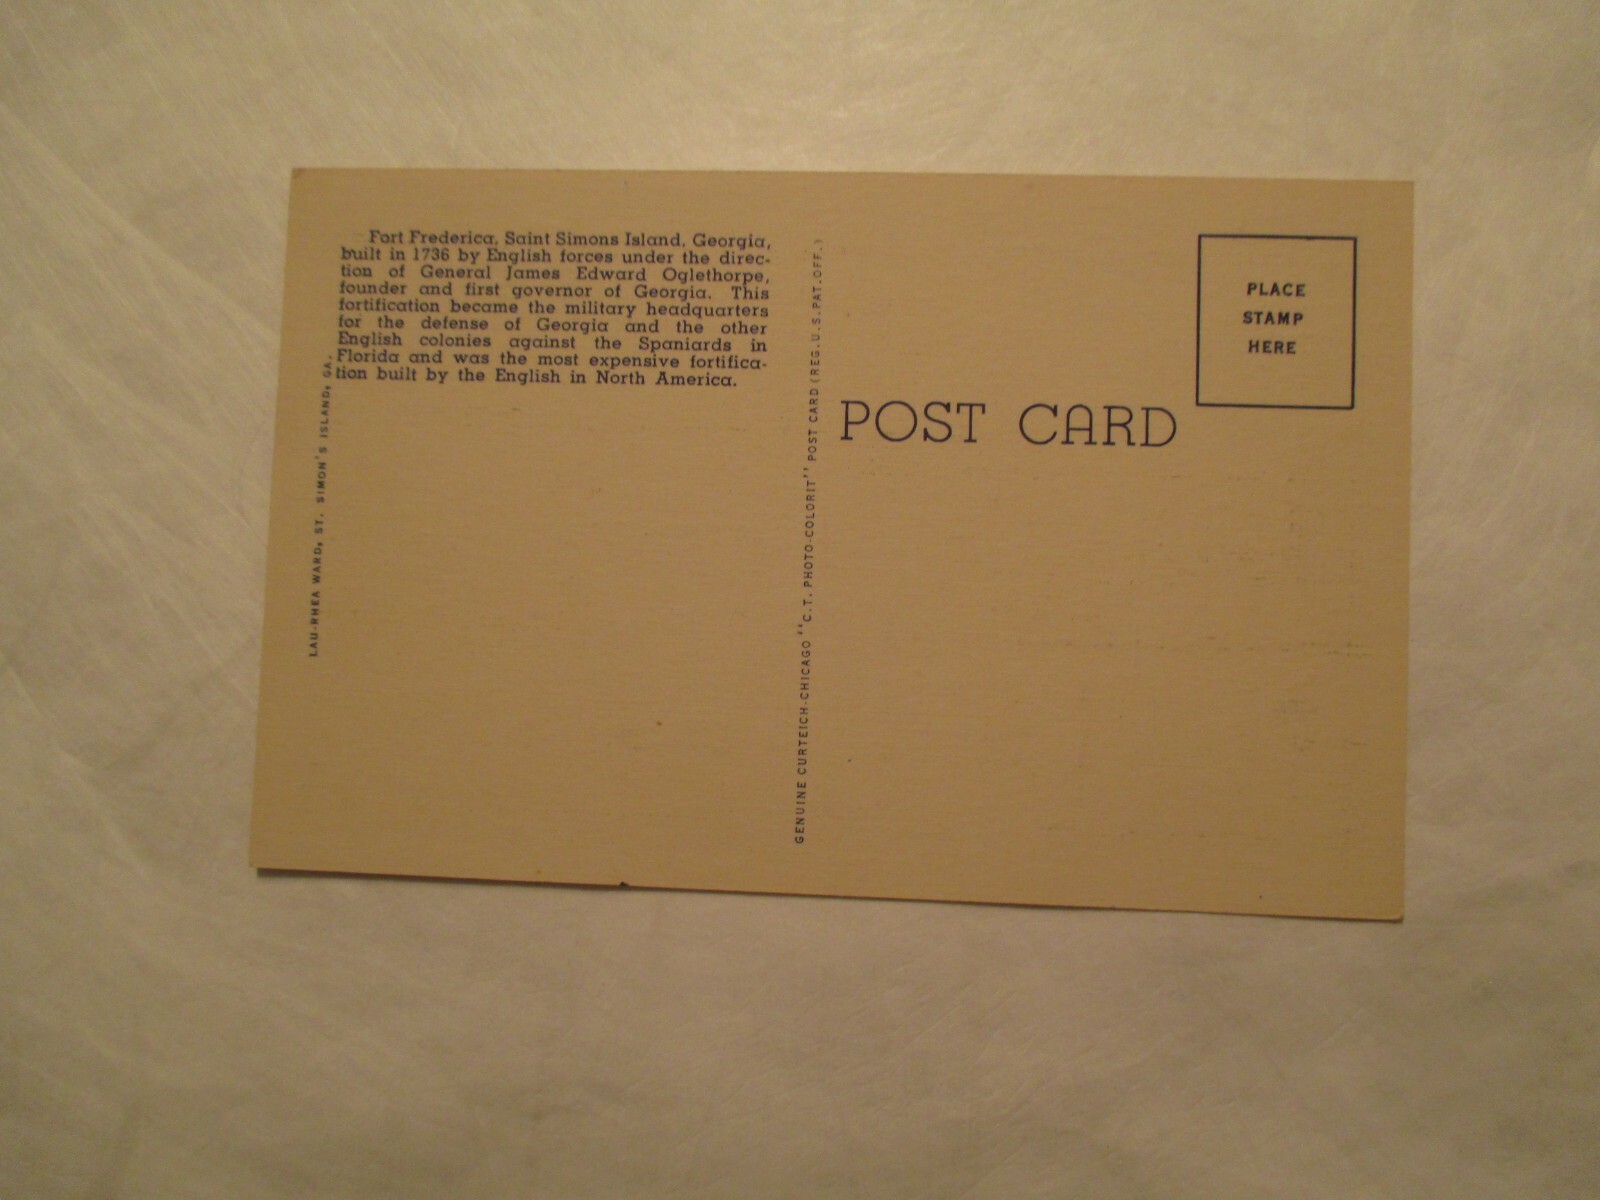 Fort Frederica, Saint Simons Island, Georgia,
built in 1736 by English forces under the direc-
tion of General James Edward Oglethorpe,
founder and first governor of Georgia. This
fortification became the military headquarters
for the defense of Georgia and the other
English colonies against the Spaniards in
Florida and was the most expensive fortifica-
tion built by the English in North America.
LAU-RHEA WARD, ST. SIMON'S ISLAND, GA.
GENUINE CURTEICH-CHICAGO "C.T. PHOTO-COLORIT" POST CARD (REG. U.S. PAT. OFF.)
POST CARD
PLACE
STAMP
HERE